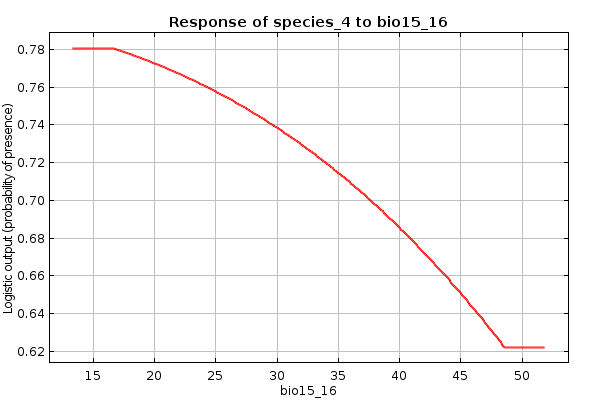 Response of species_4 to bio15_16
Logistic output (probability of presence)
0.78
0.76
0.74
0.72
0.70
0.68
0.66
0.64
0.62
15 20 25 30 35 40 45 50
bio15_16